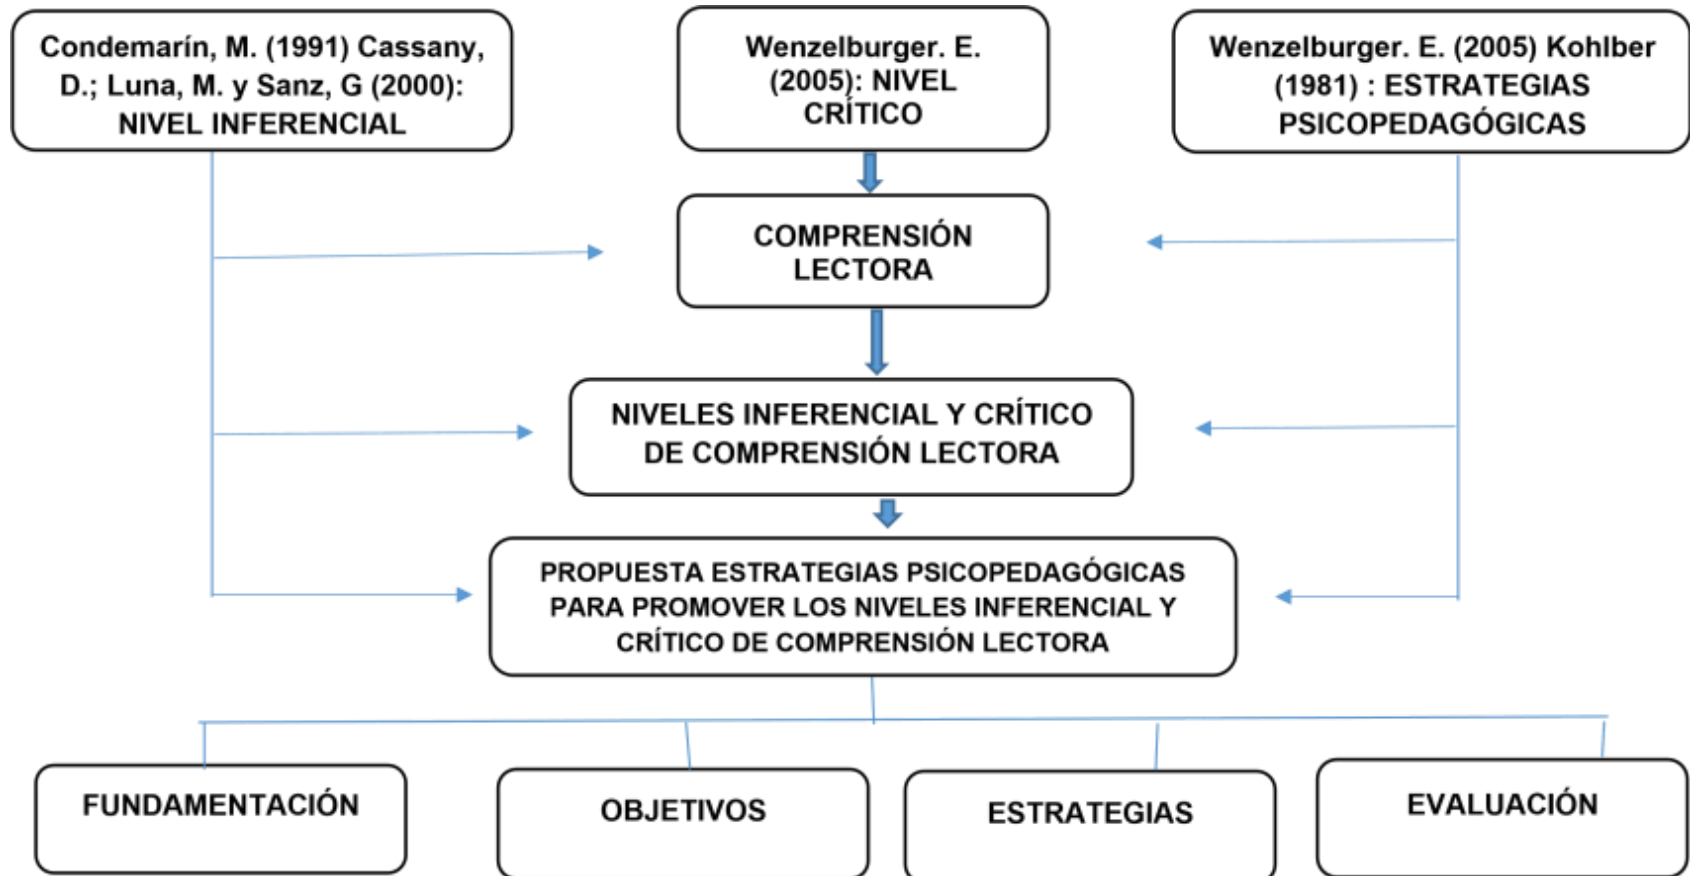 Condemarín, M. (1991) Cassany,
D.; Luna, M. y Sanz, G (2000):
NIVEL INFERENCIAL
Wenzelburger. E.
(2005): NIVEL
CRÍTICO
Wenzelburger. E. (2005) Kohlber
(1981) : ESTRATEGIAS
PSICOPEDAGÓGICAS
COMPRENSIÓN
LECTORA
NIVELES INFERENCIAL Y CRÍTICO
DE COMPRENSIÓN LECTORA
PROPUESTA ESTRATEGIAS PSICOPEDAGÓGICAS
PARA PROMOVER LOS NIVELES INFERENCIAL Y
CRÍTICO DE COMPRENSIÓN LECTORA
FUNDAMENTACIÓN
OBJETIVOS
ESTRATEGIAS
EVALUACIÓN